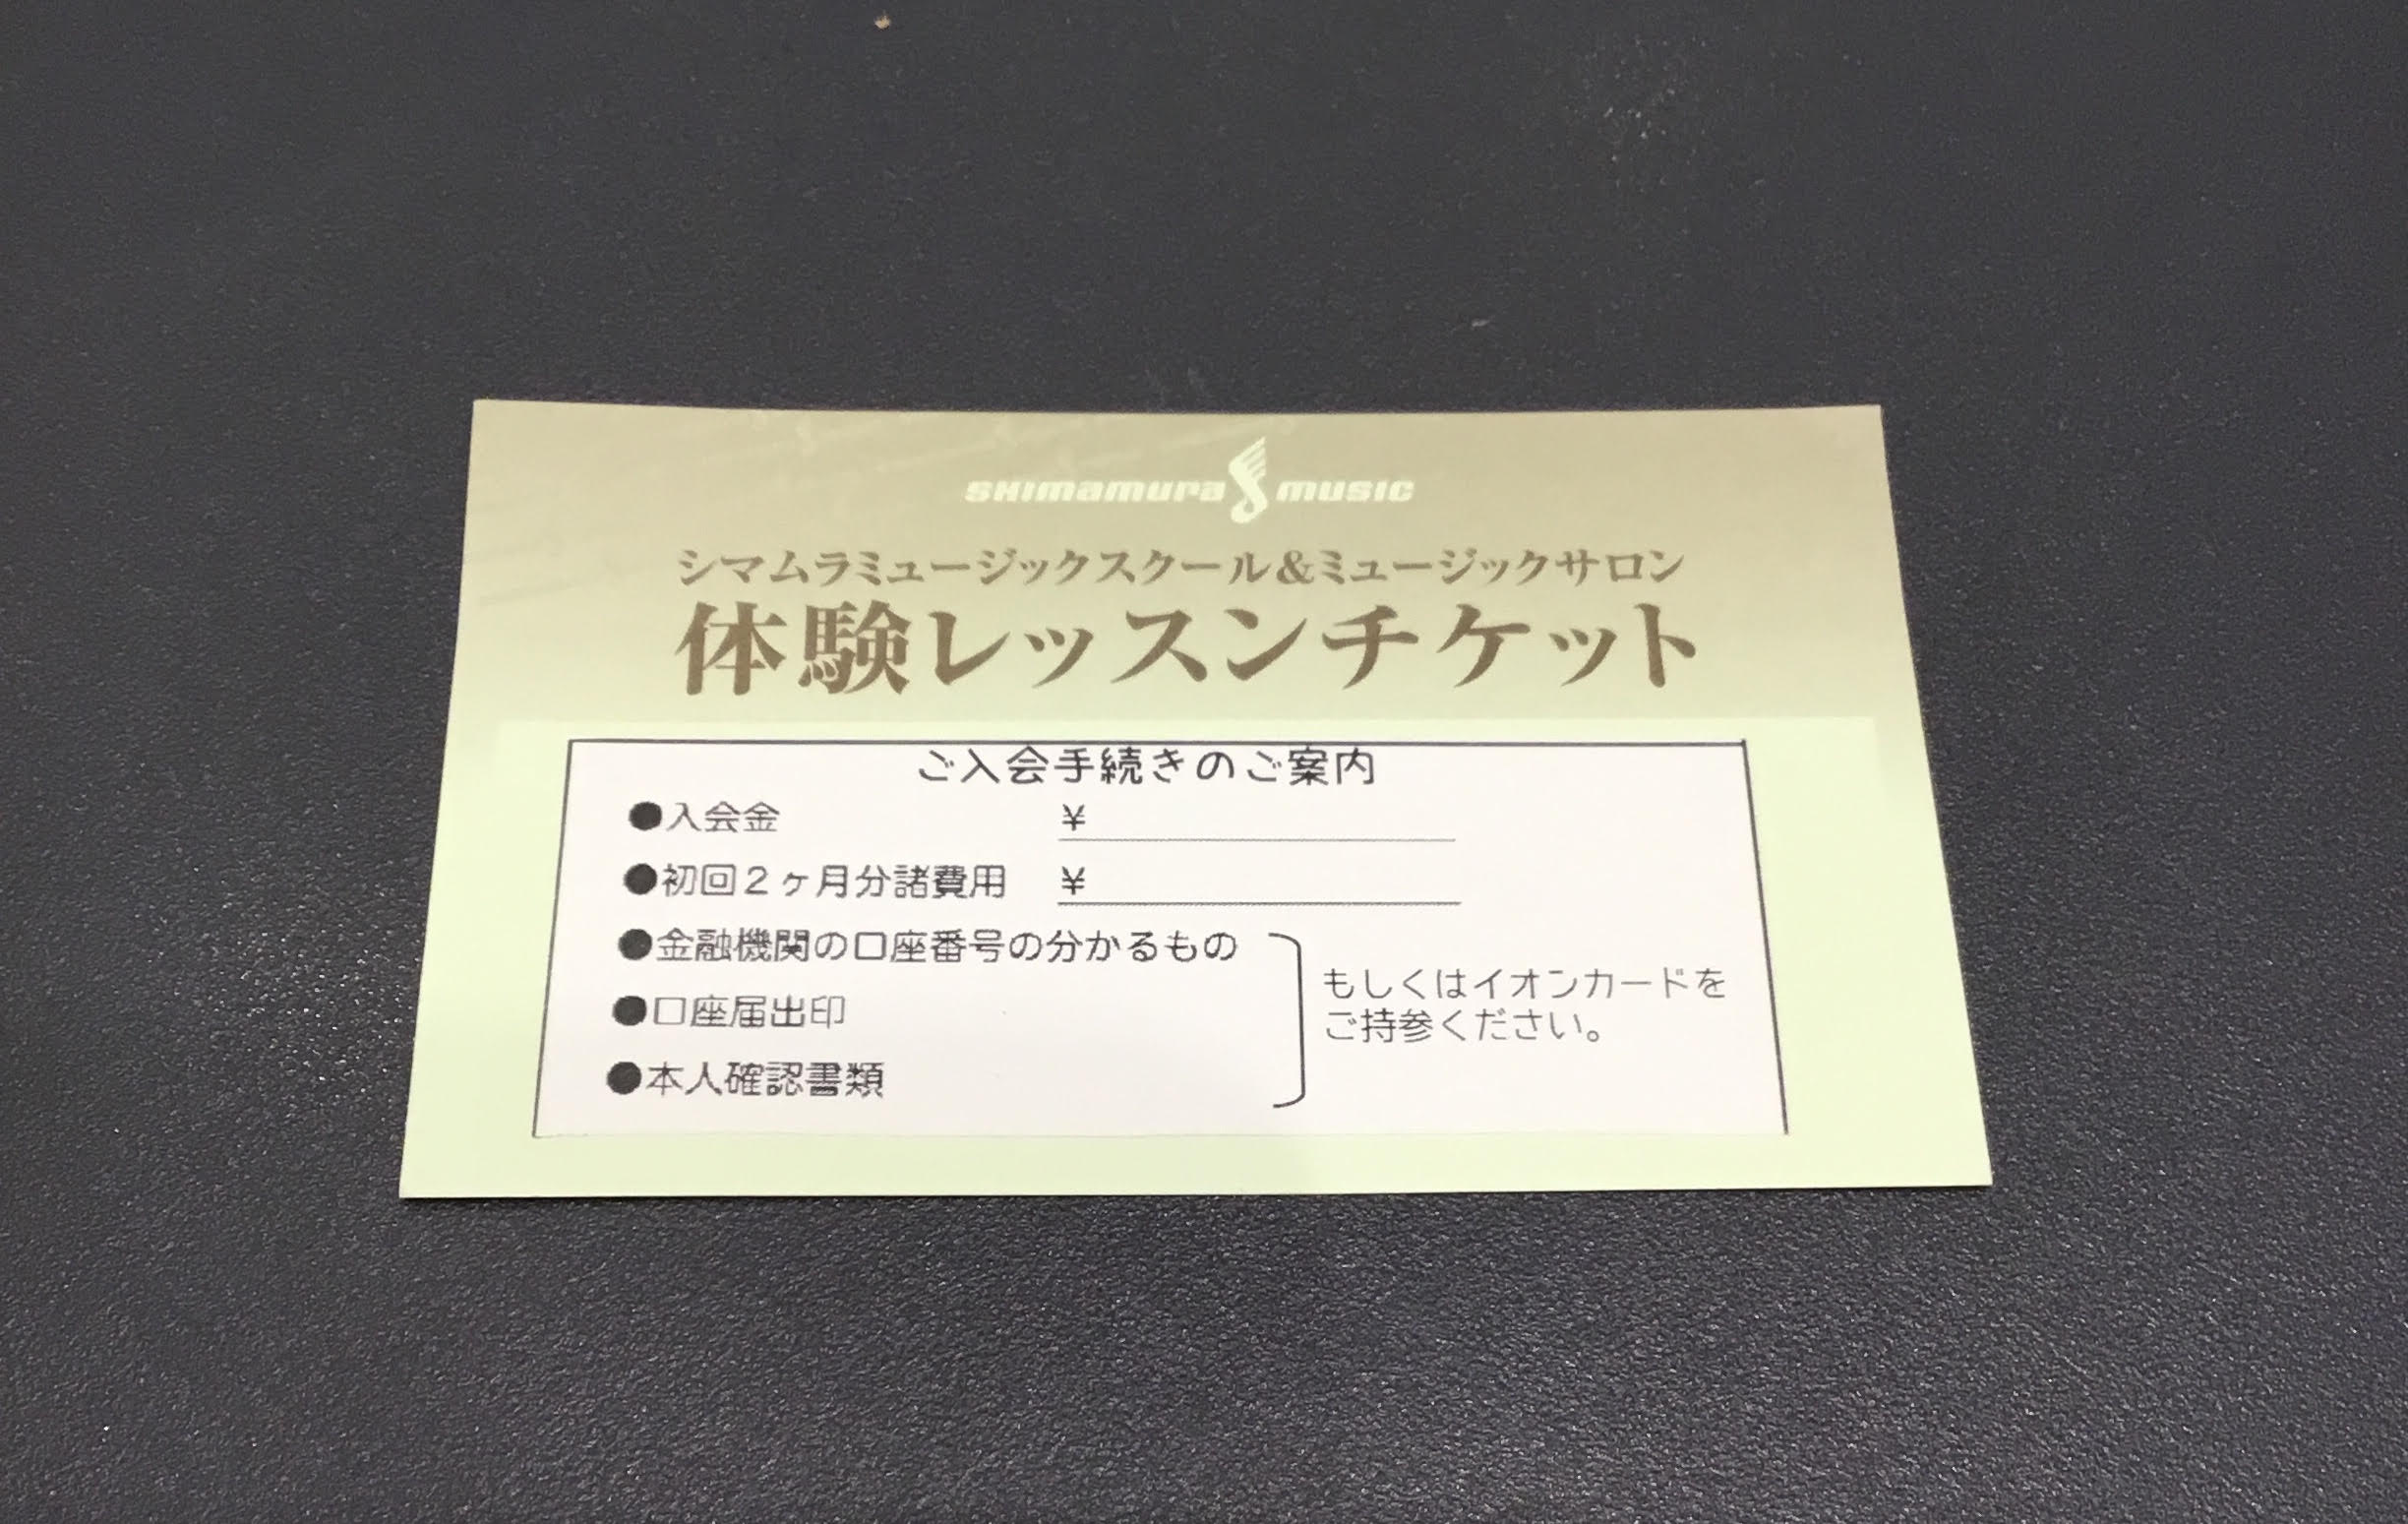 SHIMAMURA MUSIC
シマムラミュージックスクール&ミュージックサロン
体験レッスンチケット
ご入会手続きのご案内
●入会金 ¥
●初回2ヶ月分諸費用 ¥
●金融機関の口座番号の分かるもの
●口座届出印
●本人確認書類
もしくはイオンカードを
ご持参ください。